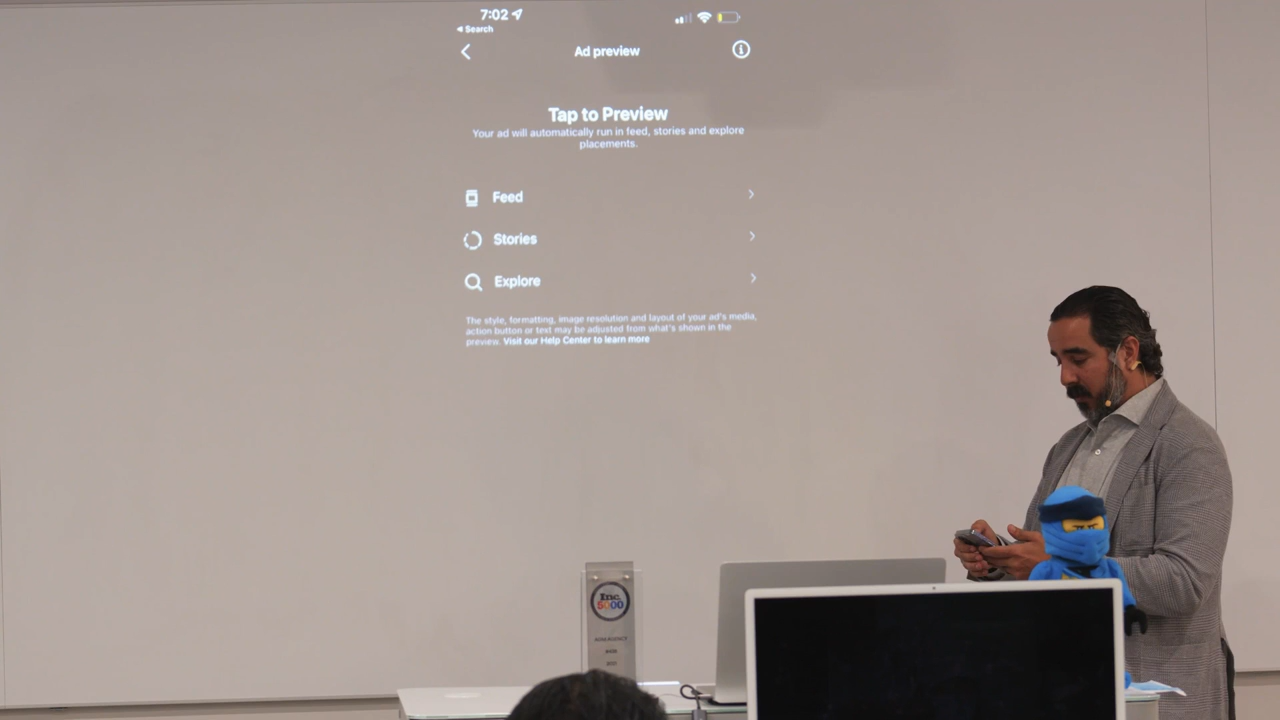 7:02
Search
Ad preview
Tap to Preview
Your ad will automatically run in feed, stories and explore
placements.
Feed
Stories
Explore
The style, formatting, image resolution and layout of your ad's media,
action button or text may be adjusted from what's shown in the
preview. Visit our Help Center to learn more
Inc.
5000
2021